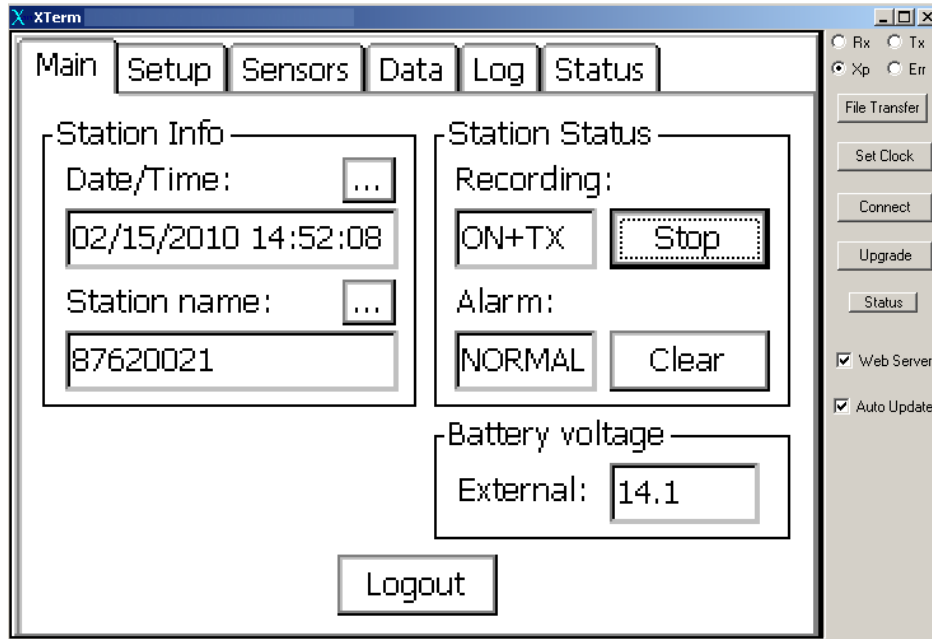 XTerm
Main Setup Sensors Data Log Status
Station Info
Date/Time: ...
02/15/2010 14:52:08
Station name: ...
87620021
Station Status
Recording:
ON+TX Stop
Alarm:
NORMAL Clear
Battery voltage
External: 14.1
Logout
Rx Tx
Xp Err
File Transfer
Set Clock
Connect
Upgrade
Status
Web Server
Auto Update